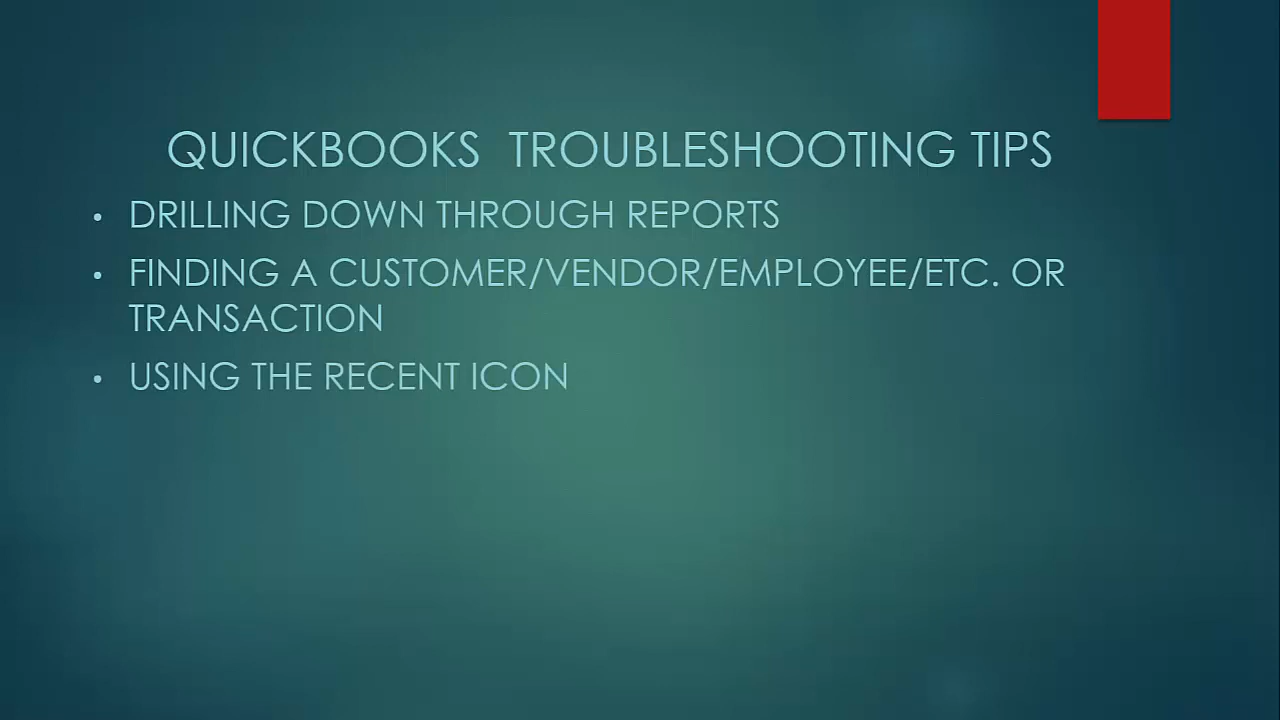 QUICKBOOKS  TROUBLESHOOTING TIPS
• DRILLING DOWN THROUGH REPORTS
• FINDING A CUSTOMER/VENDOR/EMPLOYEE/ETC. OR
TRANSACTION
• USING THE RECENT ICON